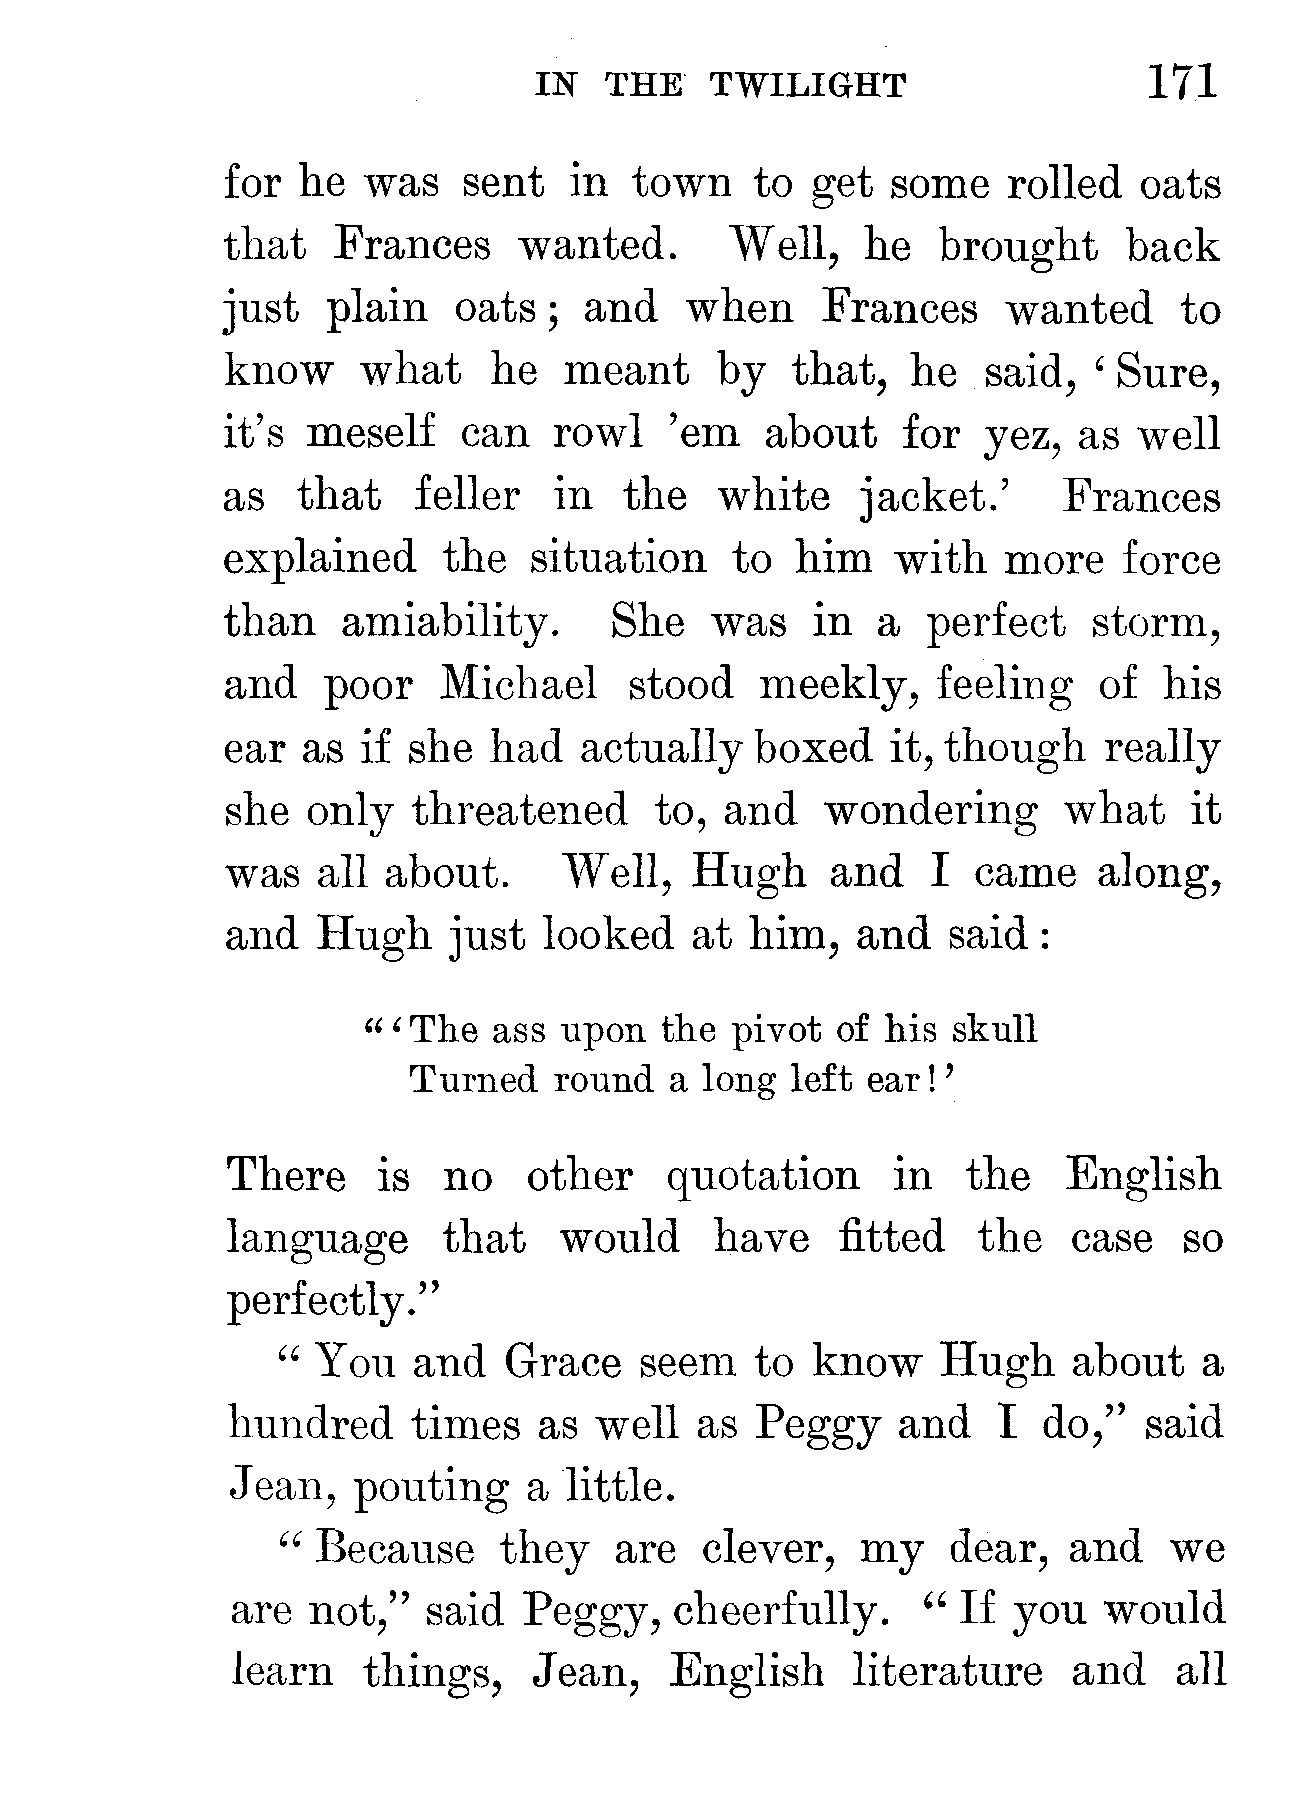 IN THE TWILIGHT 171
for he was sent in town to get some rolled oats
that Frances wanted. Well, he brought back
just plain oats; and when Frances wanted to
know what he meant by that, he said, ‘Sure,
it's meself can rowl ’em about for yez, as well
as that feller in the white jacket.’ Frances
explained the situation to him with more force
than amiability. She was in a perfect storm,
and poor Michael stood meekly, feeling of his
ear as if she had actually boxed it, though really
she only threatened to, and wondering what it
was all about. Well, Hugh and I came along,
and Hugh just looked at him, and said:
“‘The ass upon the pivot of his skull
Turned round a long left ear!’
There is no other quotation in the English
language that would have fitted the case so
perfectly.”
“You and Grace seem to know Hugh about a
hundred times as well as Peggy and I do,” said
Jean, pouting a little.
“Because they are clever, my dear, and we
are not,” said Peggy, cheerfully. “If you would
learn things, Jean, English literature and all